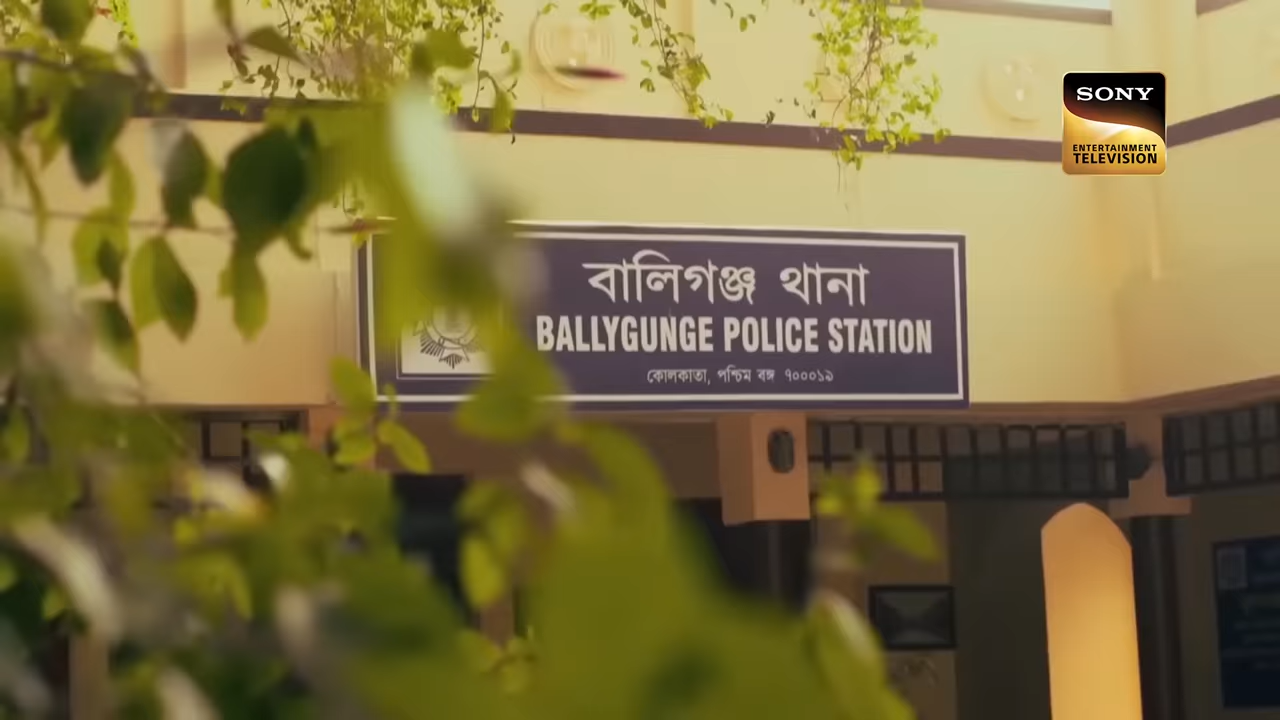 SONY
ENTERTAINMENT
TELEVISION
বালিগঞ্জ থানা
BALLYGUNGE POLICE STATION
কোলকাতা, পশ্চিম বঙ্গ ৭০০০১৯